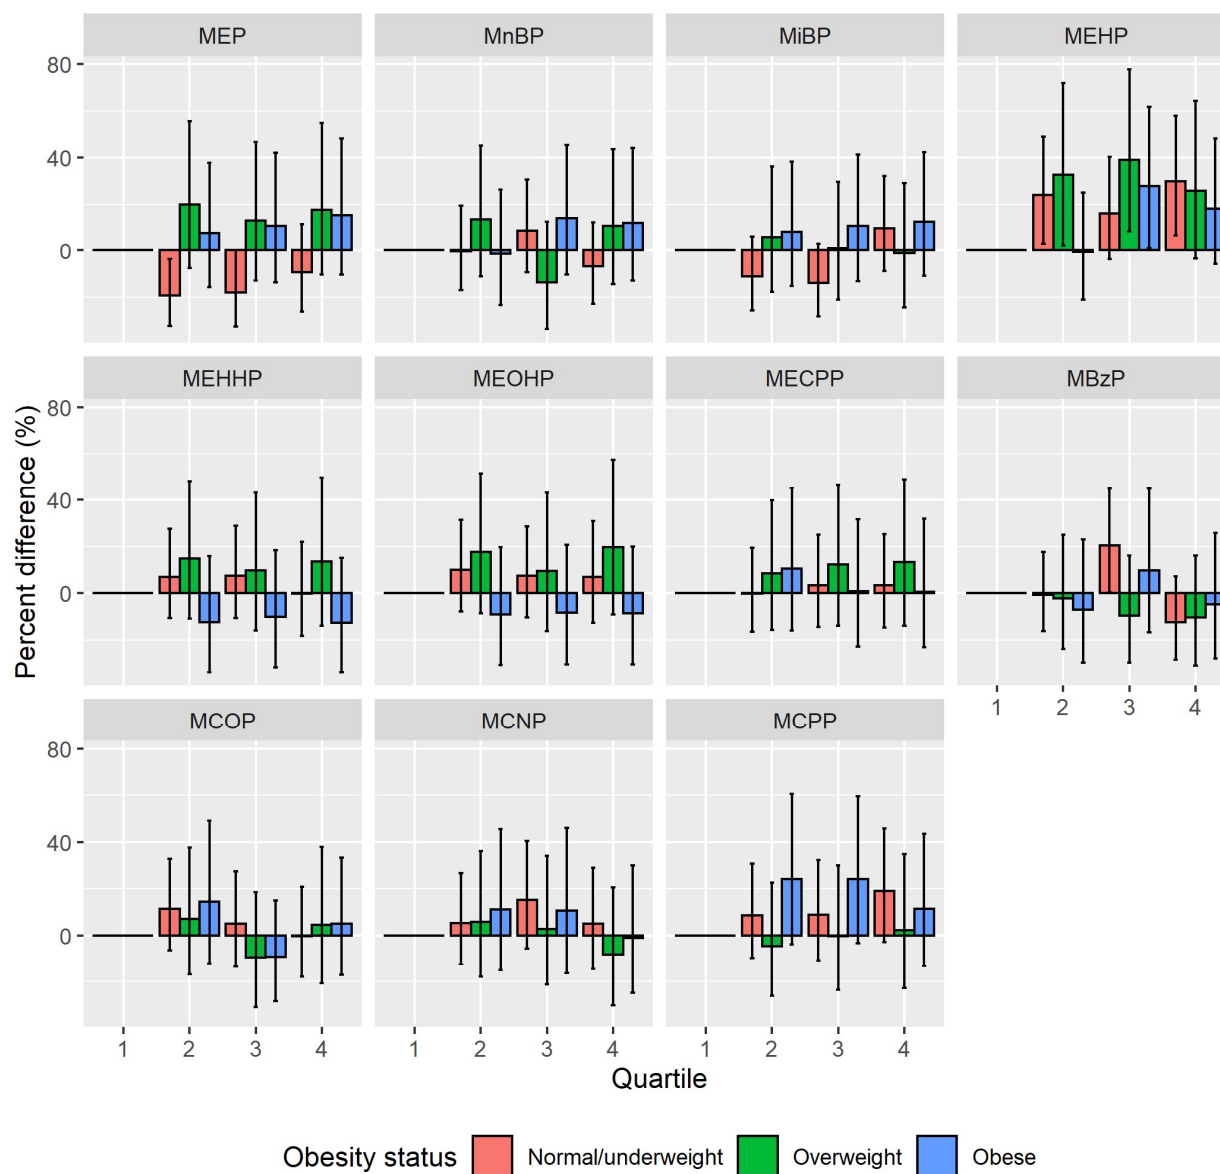 MEP MnBP MiBP MEHP
80
40
0
MEHHP MEOHP MECPP MBzP
80
40
0
1 2 3 4
MCOP MCNP MCPP
80
40
0
1 2 3 4 1 2 3 4 1 2 3 4
Percent difference (%)
Quartile
Obesity status Normal/underweight Overweight Obese